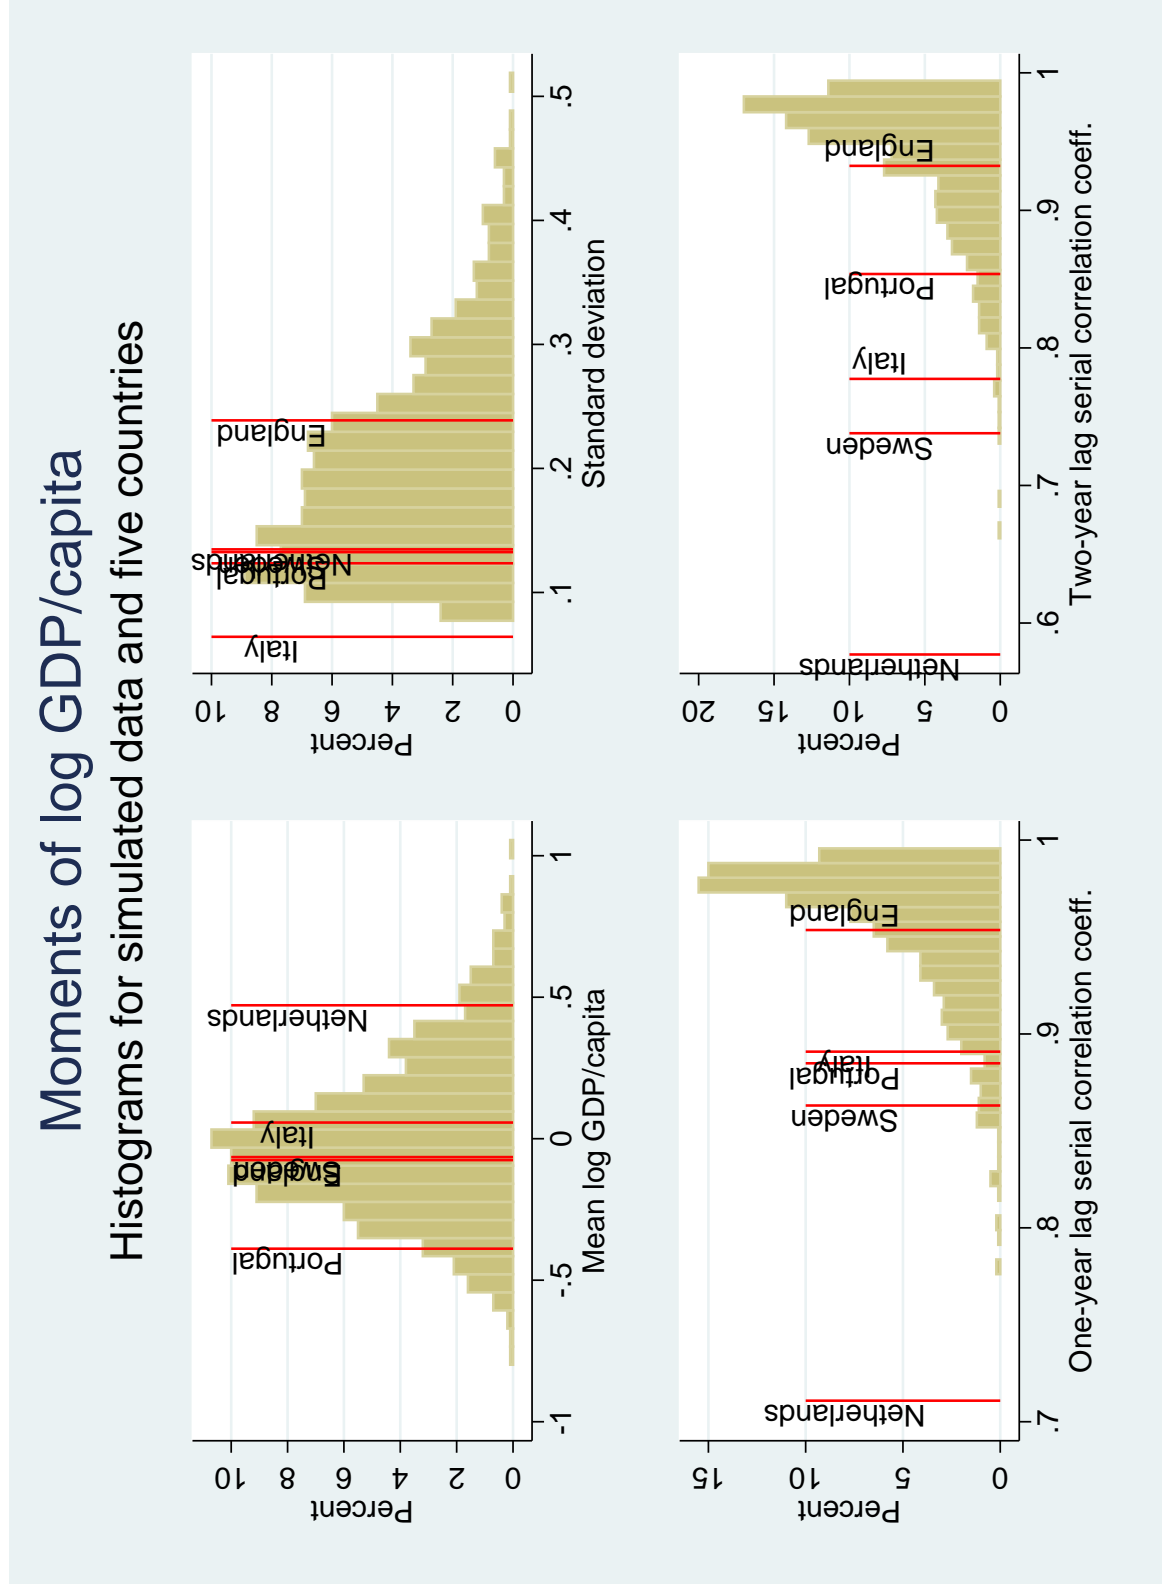 Moments of log GDP/capita
Histograms for simulated data and five countries
Percent
0
2
4
6
8
10
Portugal
England
Sweden
Italy
Netherlands
-1
-.5
0
.5
1
Mean log GDP/capita
Percent
0
2
4
6
8
10
Italy
Portugal
Sweden
Netherlands
England
.1
.2
.3
.4
.5
Standard deviation
Percent
0
5
10
15
Netherlands
Sweden
Portugal
Italy
England
.7
.8
.9
1
One-year lag serial correlation coeff.
Percent
0
5
10
15
20
Netherlands
Sweden
Italy
Portugal
England
.6
.7
.8
.9
1
Two-year lag serial correlation coeff.